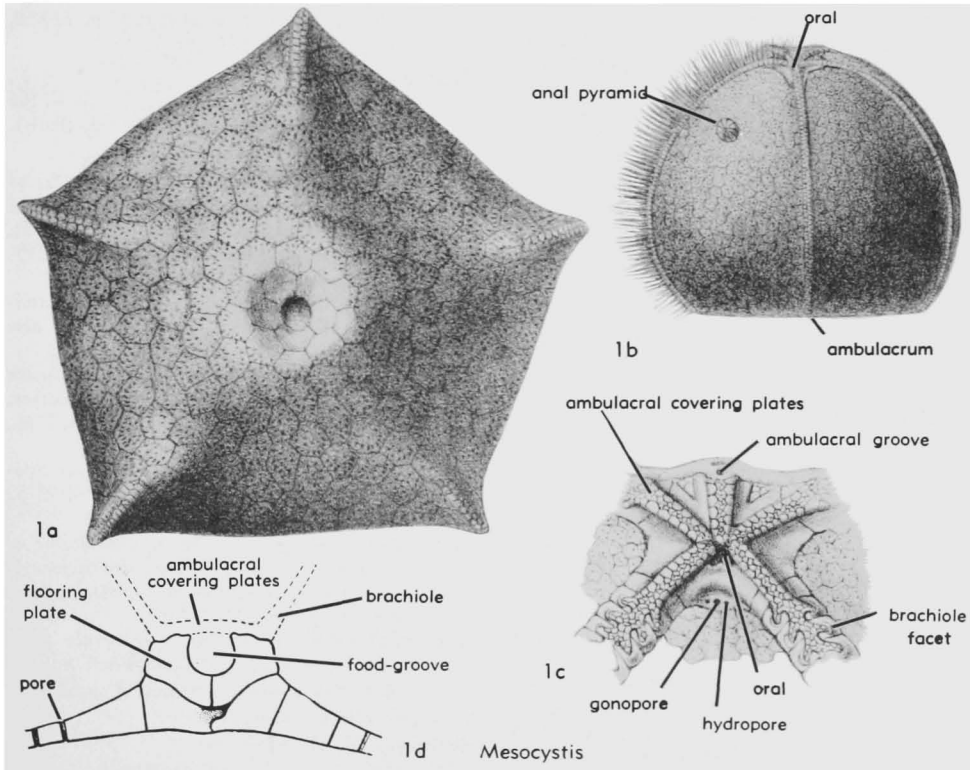 oral
anal pyramid
1b
ambulacrum
ambulacral covering plates
ambulacral groove
1a
ambulacral
covering plates
flooring
plate
brachiole
food-groove
pore
1d
brachiole
facet
1c
oral
gonopore
hydropore
Mesocystis